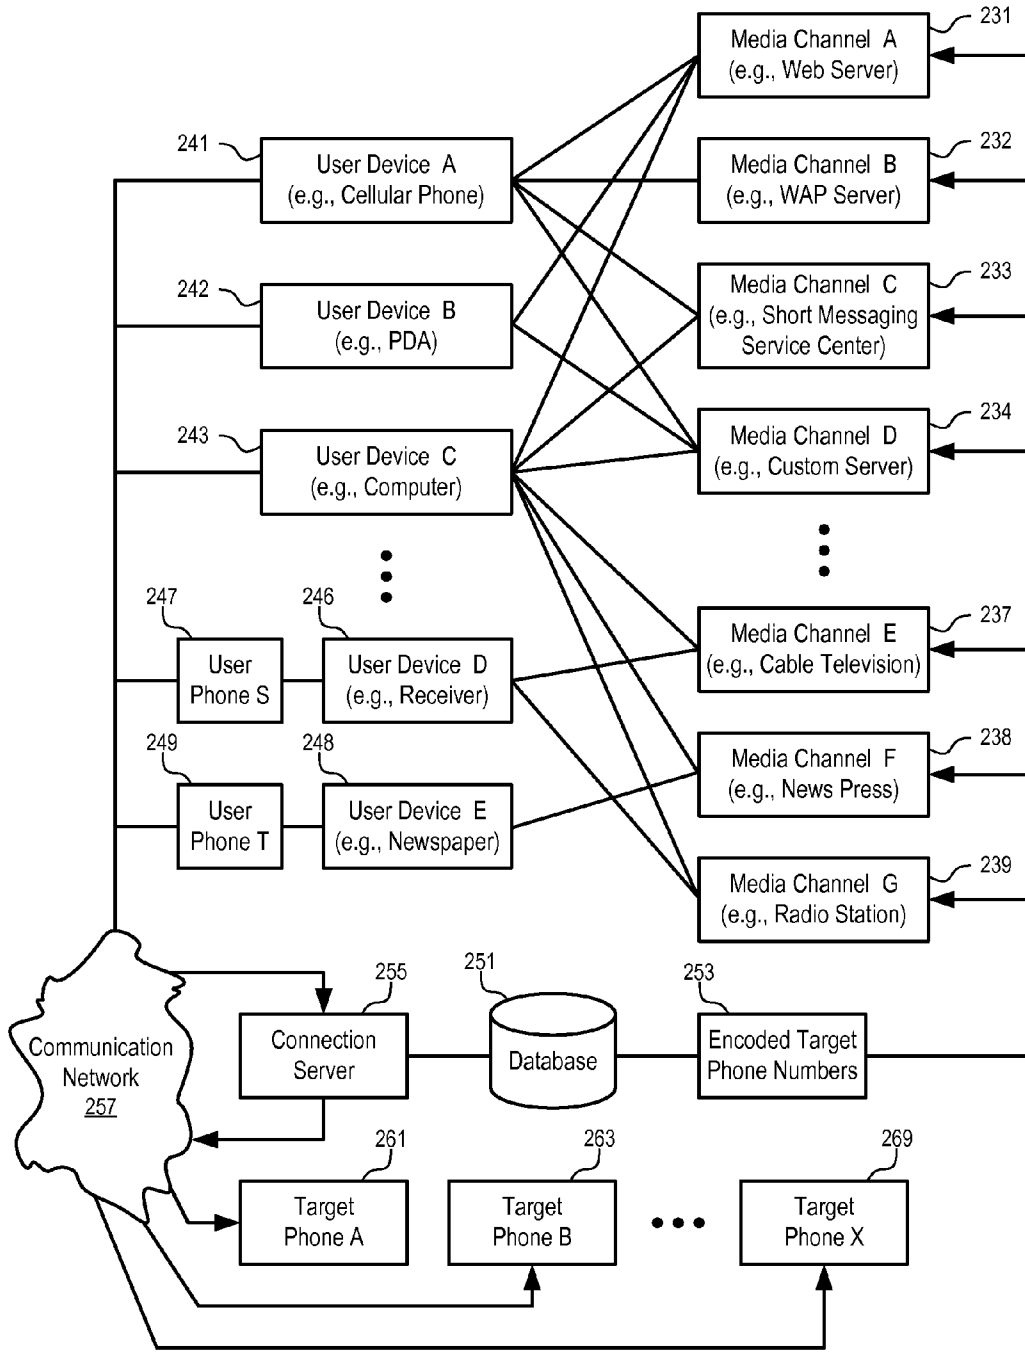 231
Media Channel A
(e.g., Web Server)
241
User Device A
(e.g., Cellular Phone)
232
Media Channel B
(e.g., WAP Server)
242
User Device B
(e.g., PDA)
233
Media Channel C
(e.g., Short Messaging
Service Center)
243
User Device C
(e.g., Computer)
234
Media Channel D
(e.g., Custom Server)
247
User
Phone S
246
User Device D
(e.g., Receiver)
237
Media Channel E
(e.g., Cable Television)
249
User
Phone T
248
User Device E
(e.g., Newspaper)
238
Media Channel F
(e.g., News Press)
239
Media Channel G
(e.g., Radio Station)
Communication
Network
257
255
Connection
Server
251
Database
253
Encoded Target
Phone Numbers
261
Target
Phone A
263
Target
Phone B
269
Target
Phone X